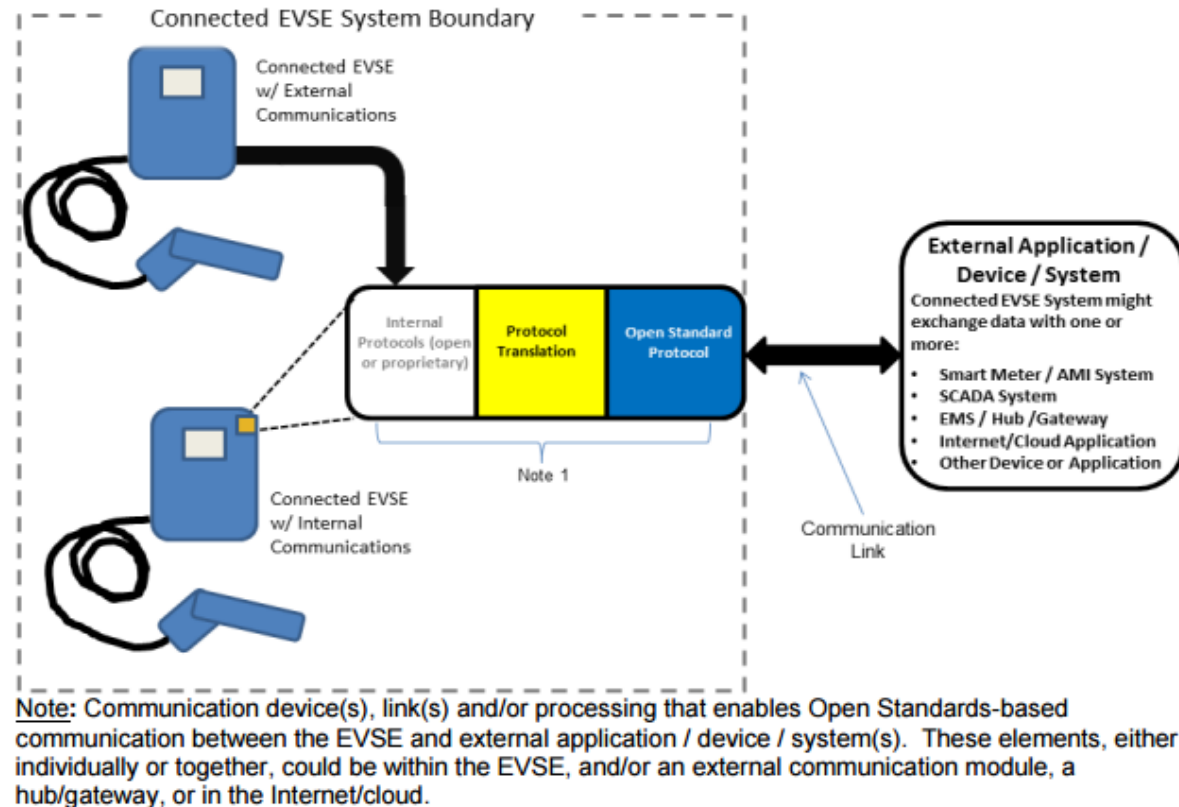 Connected EVSE System Boundary
Connected EVSE
w/ External
Communications
Internal
Protocols (open
or proprietary)
Protocol
Translation
Open Standard
Protocol
Note 1
Connected EVSE
w/ Internal
Communications
External Application /
Device / System
Connected EVSE System might
exchange data with one or
more:
• Smart Meter / AMI System
• SCADA System
• EMS / Hub /Gateway
• Internet/Cloud Application
• Other Device or Application
Communication
Link
Note: Communication device(s), link(s) and/or processing that enables Open Standards-based
communication between the EVSE and external application / device / system(s). These elements, either
individually or together, could be within the EVSE, and/or an external communication module, a
hub/gateway, or in the Internet/cloud.